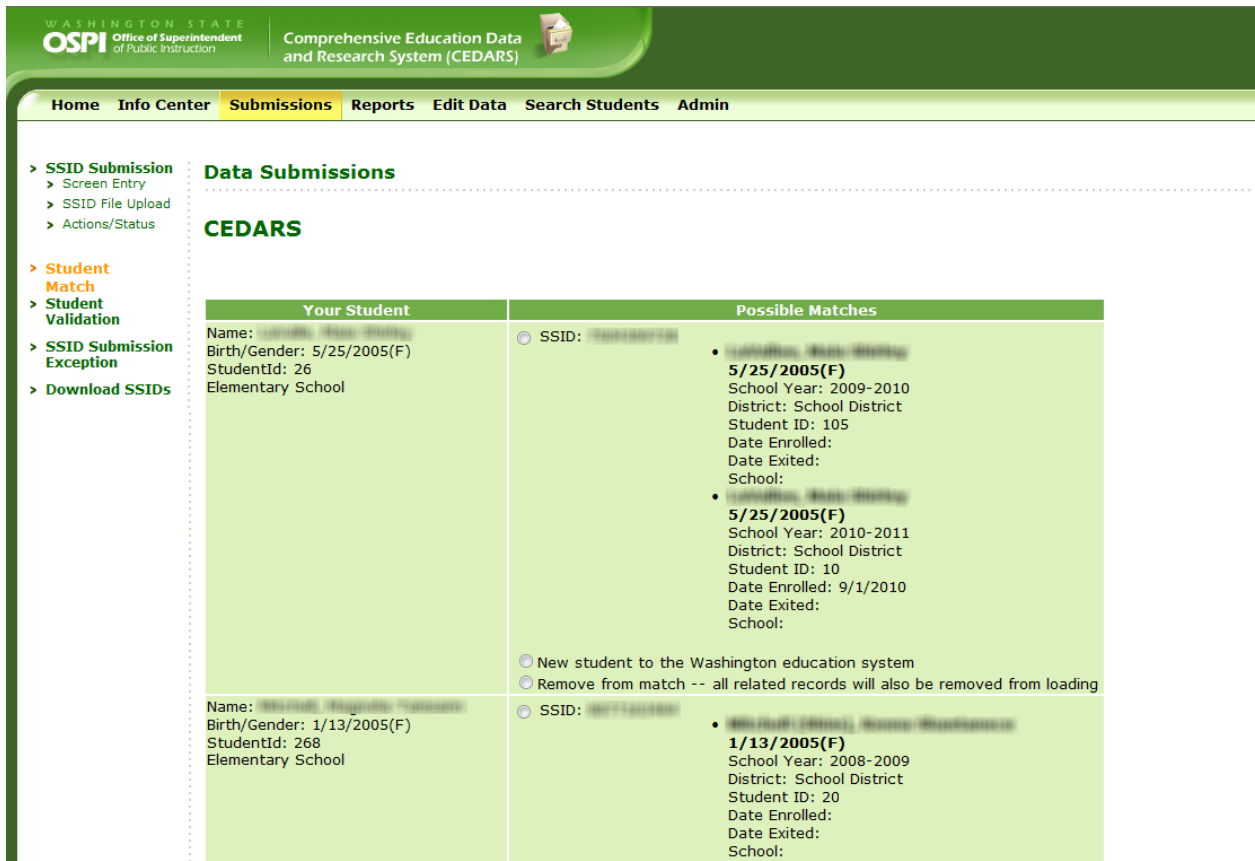 WASHINGTON STATE
OSPI Office of Superintendent
of Public Instruction
Comprehensive Education Data
and Research System (CEDARS)
Home Info Center Submissions Reports Edit Data Search Students Admin
> SSID Submission
> Screen Entry
> SSID File Upload
> Actions/Status
> Student
Match
> Student
Validation
> SSID Submission
Exception
> Download SSIDs
Data Submissions
CEDARS
Your Student
Possible Matches
Name:
Birth/Gender: 5/25/2005(F)
StudentId: 26
Elementary School
SSID:
•
5/25/2005(F)
School Year: 2009-2010
District: School District
Student ID: 105
Date Enrolled:
Date Exited:
School:
•
5/25/2005(F)
School Year: 2010-2011
District: School District
Student ID: 10
Date Enrolled: 9/1/2010
Date Exited:
School:
New student to the Washington education system
Remove from match -- all related records will also be removed from loading
Name:
Birth/Gender: 1/13/2005(F)
StudentId: 268
Elementary School
SSID:
•
1/13/2005(F)
School Year: 2008-2009
District: School District
Student ID: 20
Date Enrolled:
Date Exited:
School: